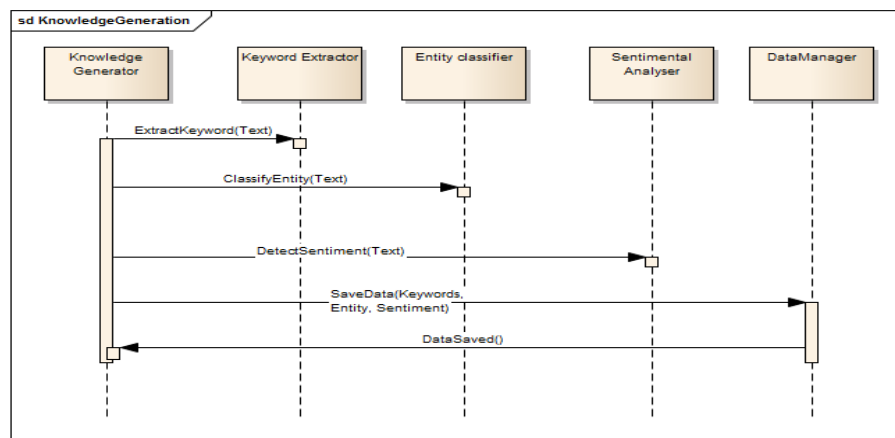 sd KnowledgeGeneration
Knowledge
Generator
Keyword Extractor
Entity classifier
Sentimental
Analyser
DataManager
ExtractKeyword(Text)
ClassifyEntity(Text)
DetectSentiment(Text)
SaveData(Keywords,
Entity, Sentiment)
DataSaved()